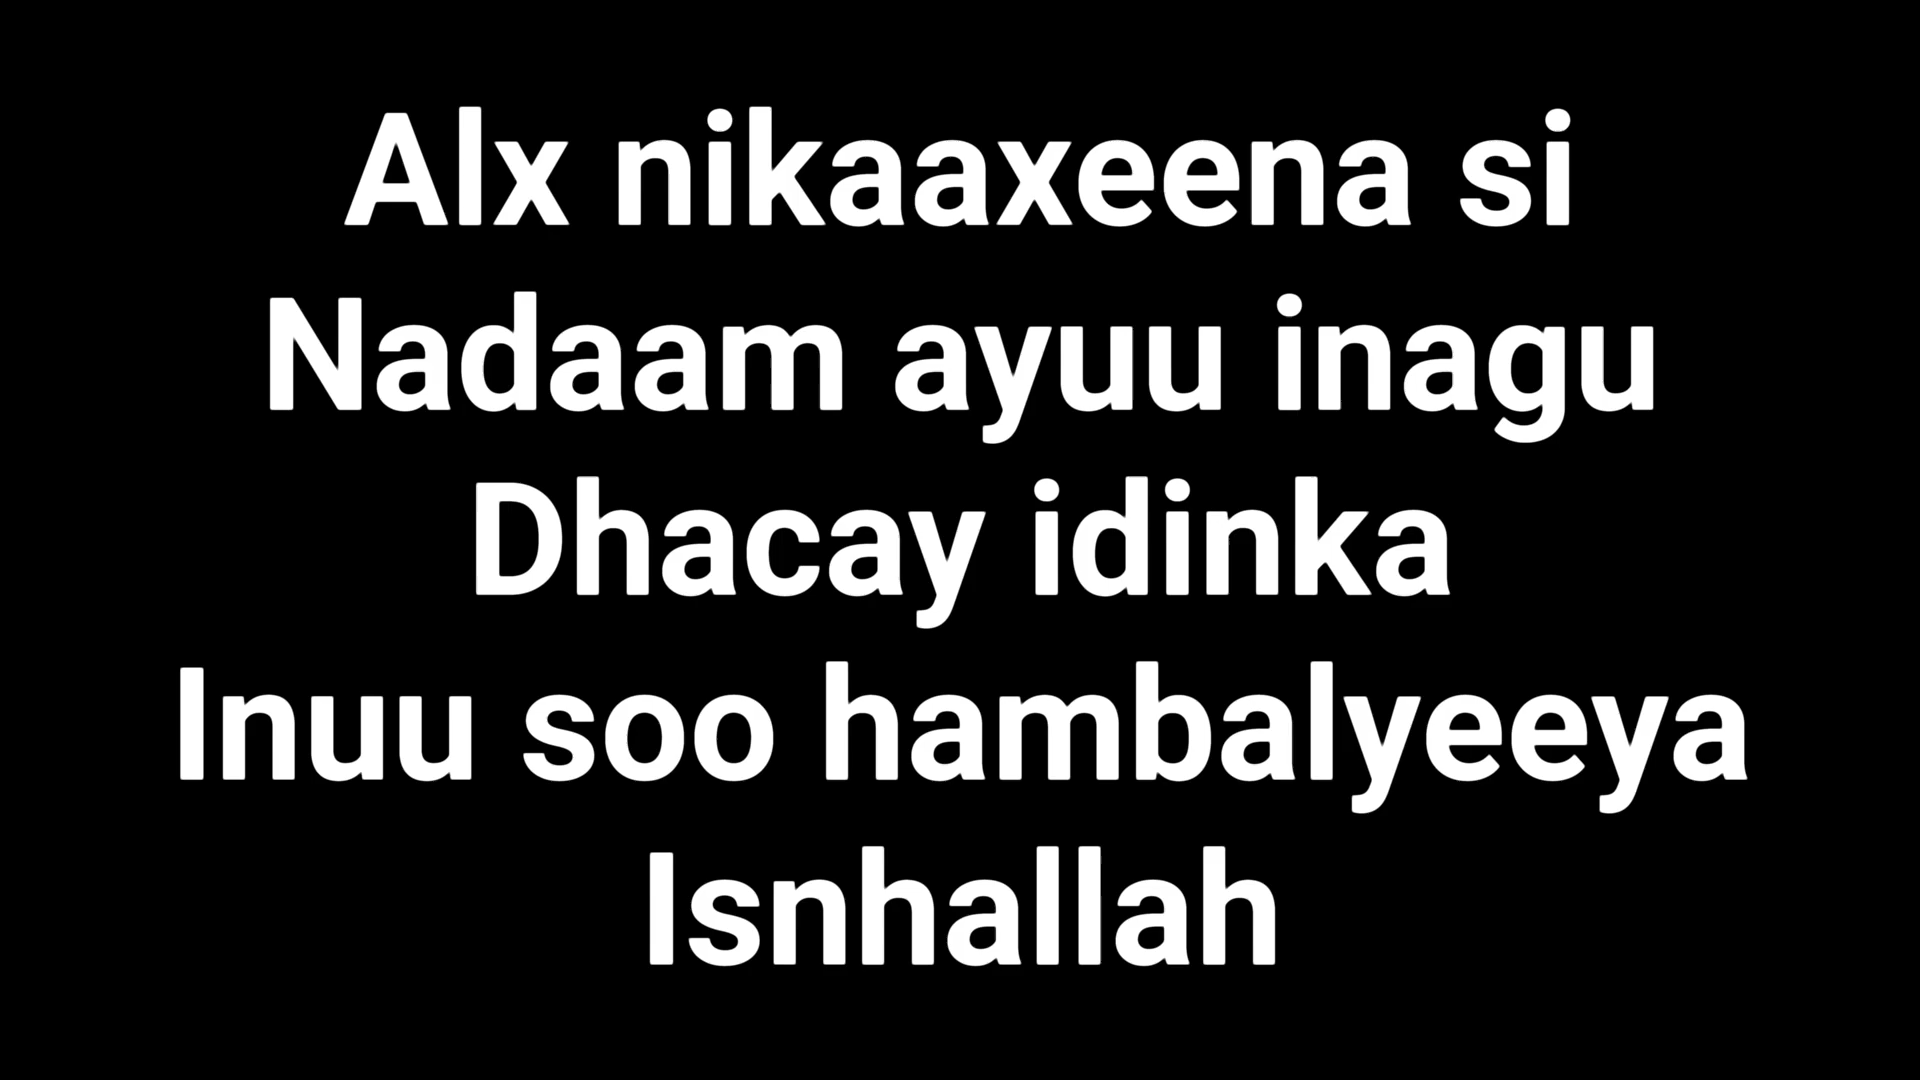 Alx nikaaxeena si
Nadaam ayuu inagu
Dhacay idinka
Inuu soo hambalyeeya
Isnhallah